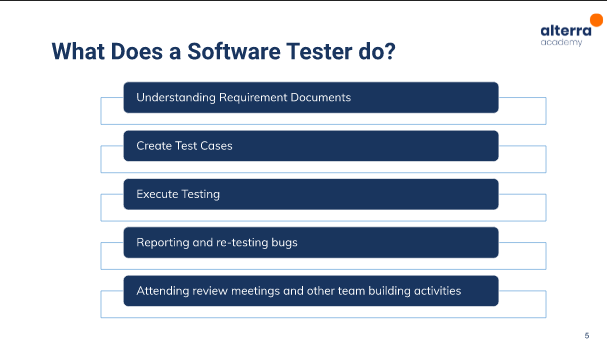 alterra
academy
What Does a Software Tester do?
Understanding Requirement Documents
Create Test Cases
Execute Testing
Reporting and re-testing bugs
Attending review meetings and other team building activities
5